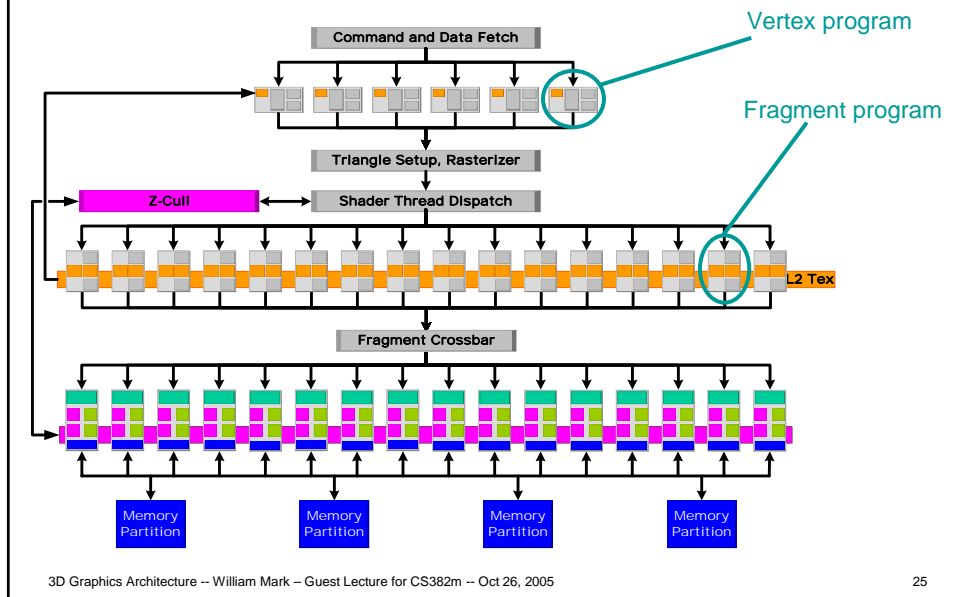 Vertex program
Command and Data Fetch
Fragment program
Triangle Setup, Rasterizer
Z-Cull
Shader Thread Dispatch
L2 Tex
Fragment Crossbar
Memory
Partition
Memory
Partition
Memory
Partition
Memory
Partition
3D Graphics Architecture -- William Mark – Guest Lecture for CS382m -- Oct 26, 2005
25